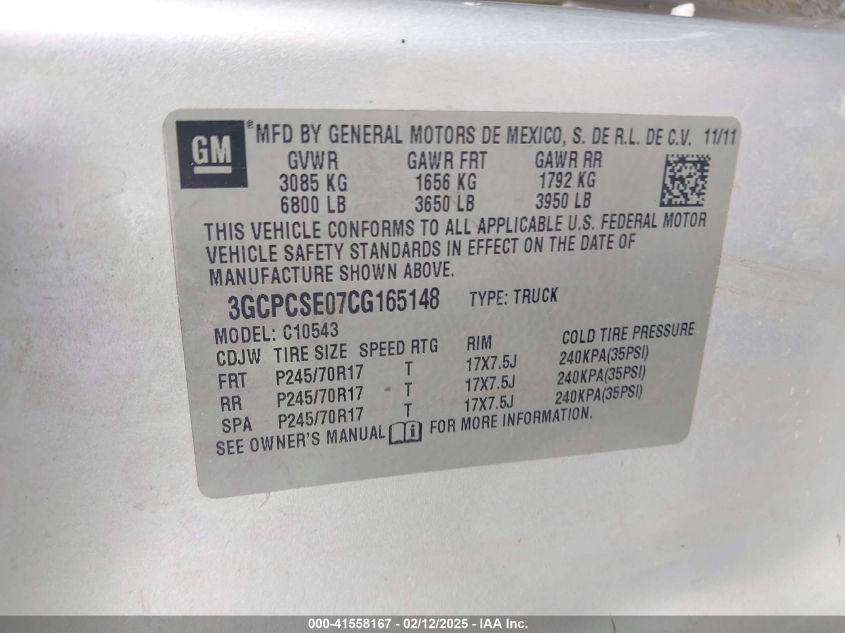 GM ® MFD BY GENERAL MOTORS DE MEXICO, S. DE R.L. DE C.V. 11/11
GVWR GAWR FRT GAWR RR
3085 KG 1656 KG 1792 KG
6800 LB 3650 LB 3950 LB
THIS VEHICLE CONFORMS TO ALL APPLICABLE U.S. FEDERAL MOTOR
VEHICLE SAFETY STANDARDS IN EFFECT ON THE DATE OF
MANUFACTURE SHOWN ABOVE.
3GCPCSE07CG165148 TYPE: TRUCK
MODEL: C10543
CDJW TIRE SIZE SPEED RTG RIM COLD TIRE PRESSURE
FRT P245/70R17 T 17X7.5J 240KPA(35PSI)
RR P245/70R17 T 17X7.5J 240KPA(35PSI)
SPA P245/70R17 T 17X7.5J 240KPA(35PSI)
SEE OWNER'S MANUAL FOR MORE INFORMATION.
000-41558167 - 02/12/2025 - IAA Inc.